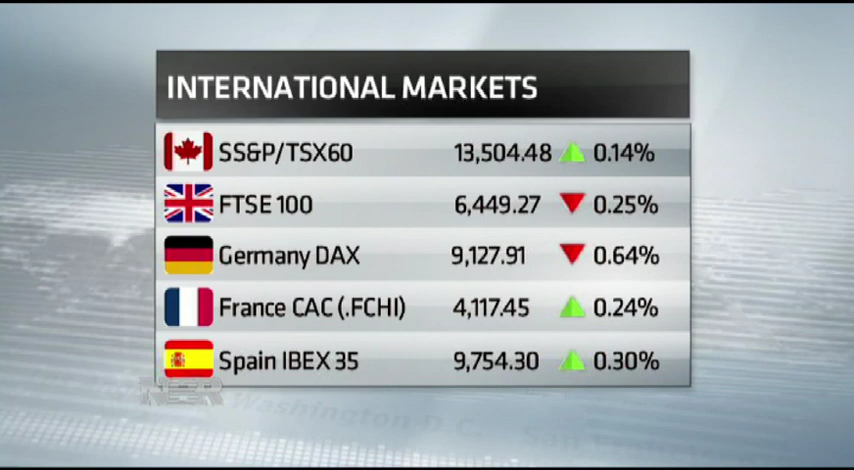 INTERNATIONAL MARKETS
SS&P/TSX60 13,504.48 0.14%
FTSE 100 6,449.27 0.25%
Germany DAX 9,127.91 0.64%
France CAC (.FCHI) 4,117.45 0.24%
Spain IBEX 35 9,754.30 0.30%
Washington D.C. San